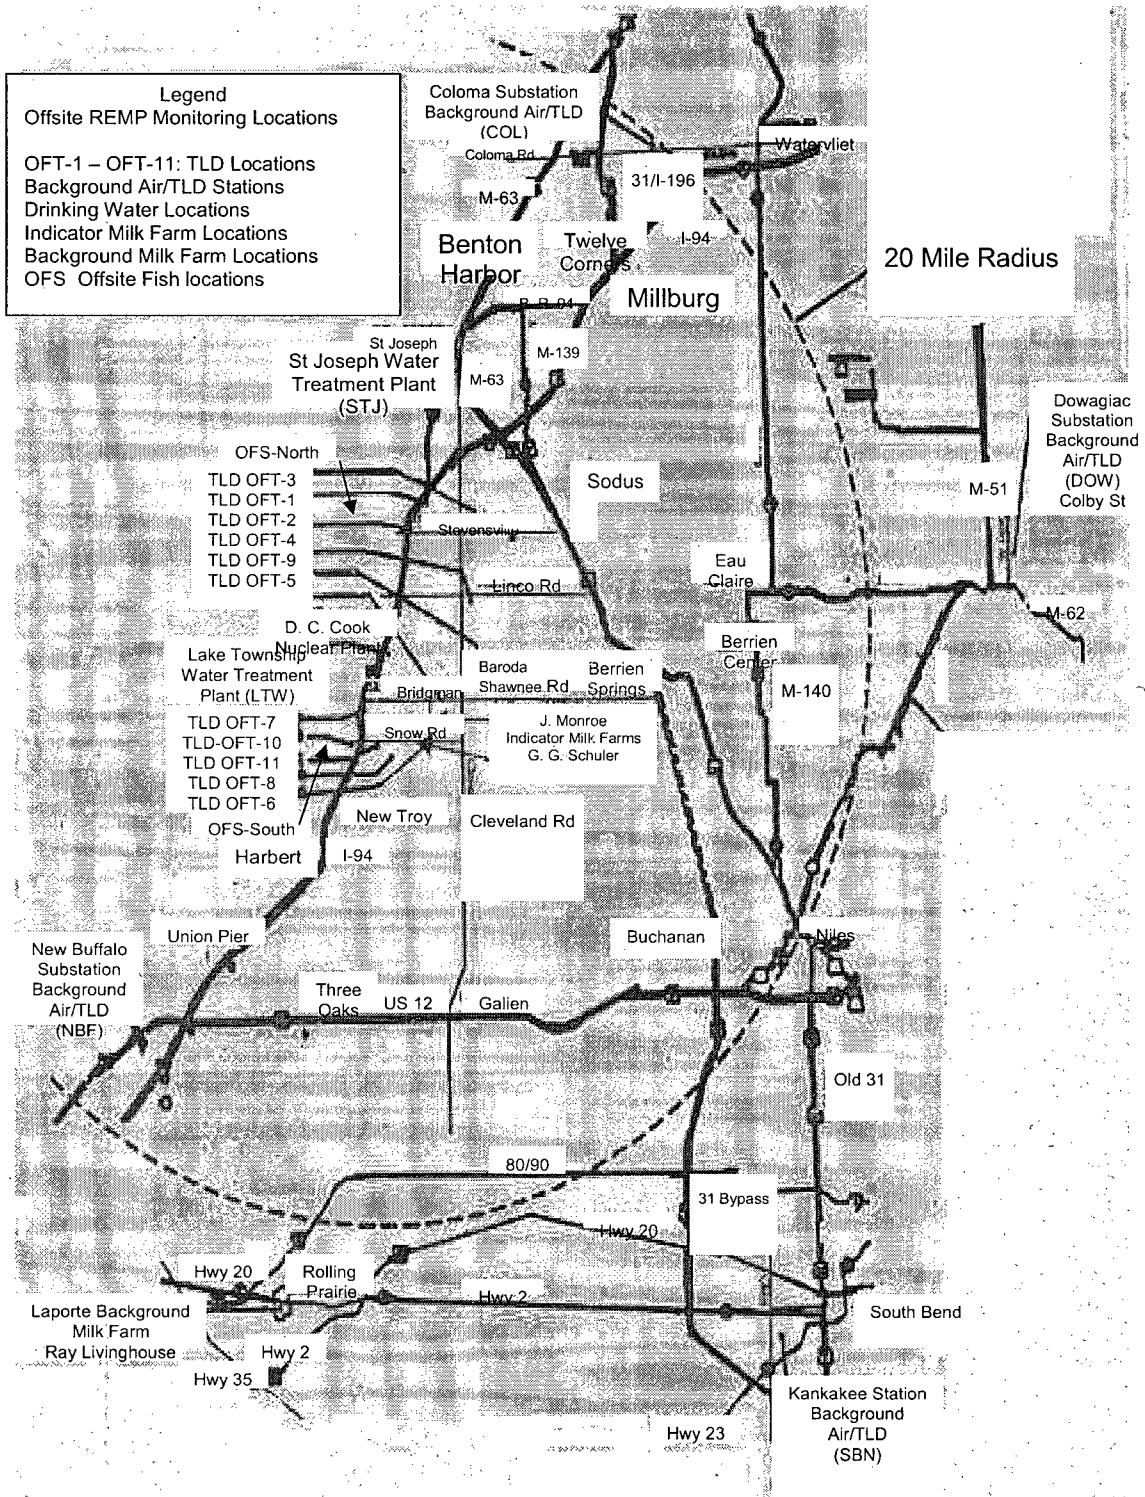 Legend
Offsite REMP Monitoring Locations
OFT-1 – OFT-11: TLD Locations
Background Air/TLD Stations
Drinking Water Locations
Indicator Milk Farm Locations
Background Milk Farm Locations
OFS Offsite Fish locations
Coloma Substation
Background Air/TLD
(COL)
Coloma Rd
Watervliet
M-63
31/I-196
Benton
Harbor
Twelve
Corners
I-94
20 Mile Radius
Millburg
St Joseph
St Joseph Water
Treatment Plant
(STJ)
M-139
M-63
Dowagiac
Substation
Background
Air/TLD
(DOW)
Colby St
OFS-North
TLD OFT-3
TLD OFT-1
TLD OFT-2
TLD OFT-4
TLD OFT-9
TLD OFT-5
Sodus
M-51
Stevensville
Eau
Claire
Linco Rd
M-62
D. C. Cook
Nuclear Plant
Lake Township
Water Treatment
Plant (LTW)
Berrien
Center
Baroda
Shawnee Rd
Berrien
Springs
Bridgman
M-140
TLD OFT-7
TLD-OFT-10
TLD OFT-11
TLD OFT-8
TLD OFT-6
Snow Rd
J. Monroe
Indicator Milk Farms
G. G. Schuler
OFS-South
New Troy
Cleveland Rd
Harbert
I-94
Union Pier
Buchanan
Niles
New Buffalo
Substation
Background
Air/TLD
(NBF)
Three
Oaks
US 12
Galien
Old 31
80/90
31 Bypass
Hwy 20
Hwy 20
Rolling
Prairie
Hwy 2
Laporte Background
Milk Farm
Ray Livinghouse
South Bend
Hwy 2
Hwy 35
Kankakee Station
Background
Air/TLD
(SBN)
Hwy 23